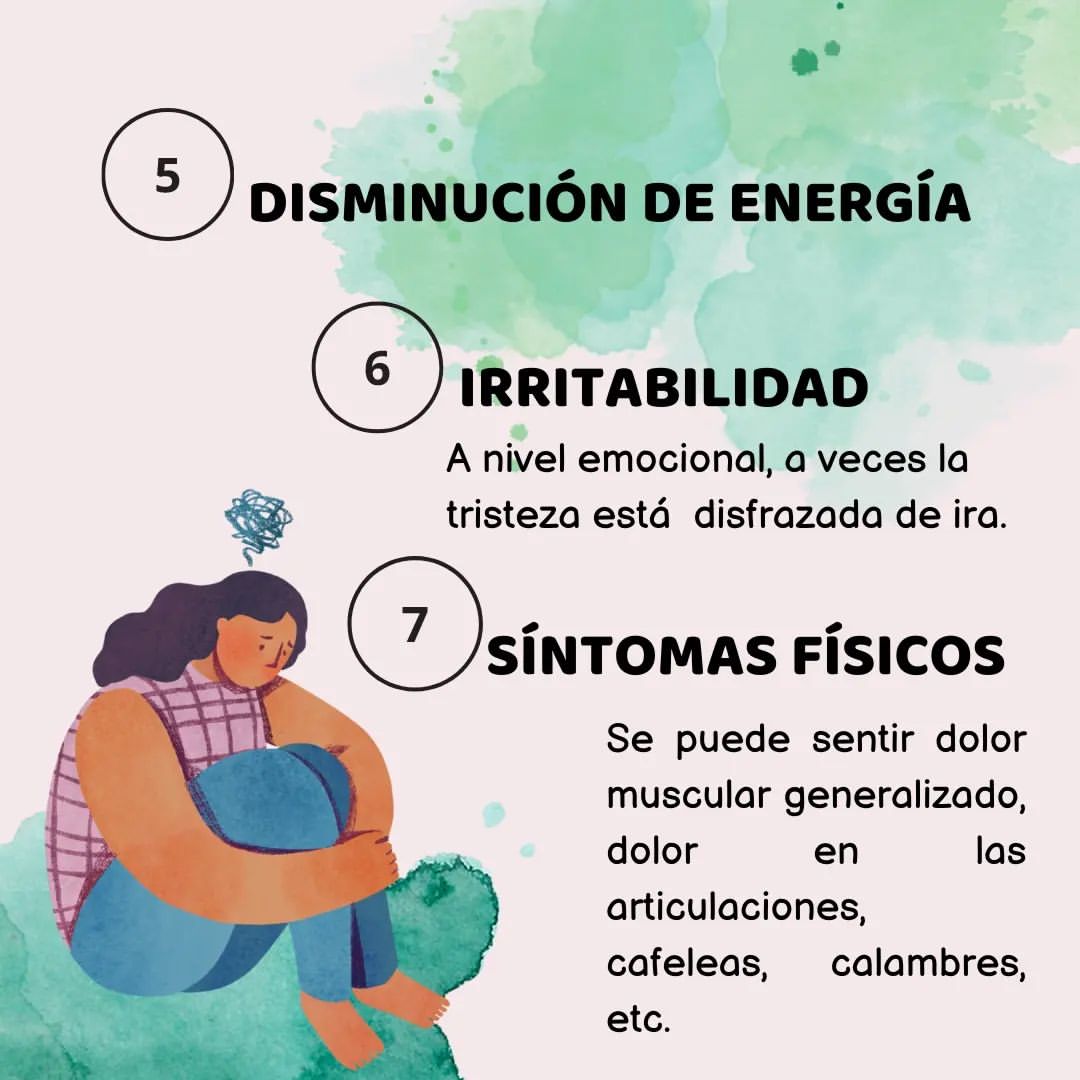 5
DISMINUCIÓN DE ENERGÍA
6
IRRITABILIDAD
A nivel emocional, a veces la
tristeza está disfrazada de ira.
7
SÍNTOMAS FÍSICOS
Se puede sentir dolor
muscular generalizado,
dolor en las
articulaciones,
cafeleas, calambres,
etc.